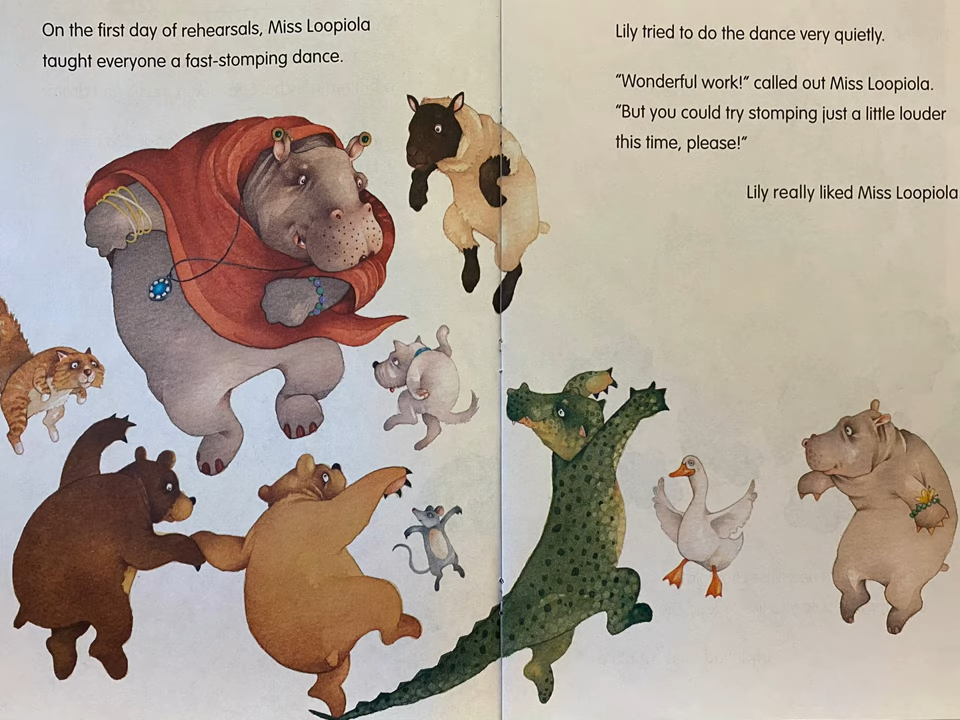 On the first day of rehearsals, Miss Loopiola
taught everyone a fast-stomping dance.
Lily tried to do the dance very quietly.
“Wonderful work!” called out Miss Loopiola.
“But you could try stomping just a little louder
this time, please!”
Lily really liked Miss Loopiola